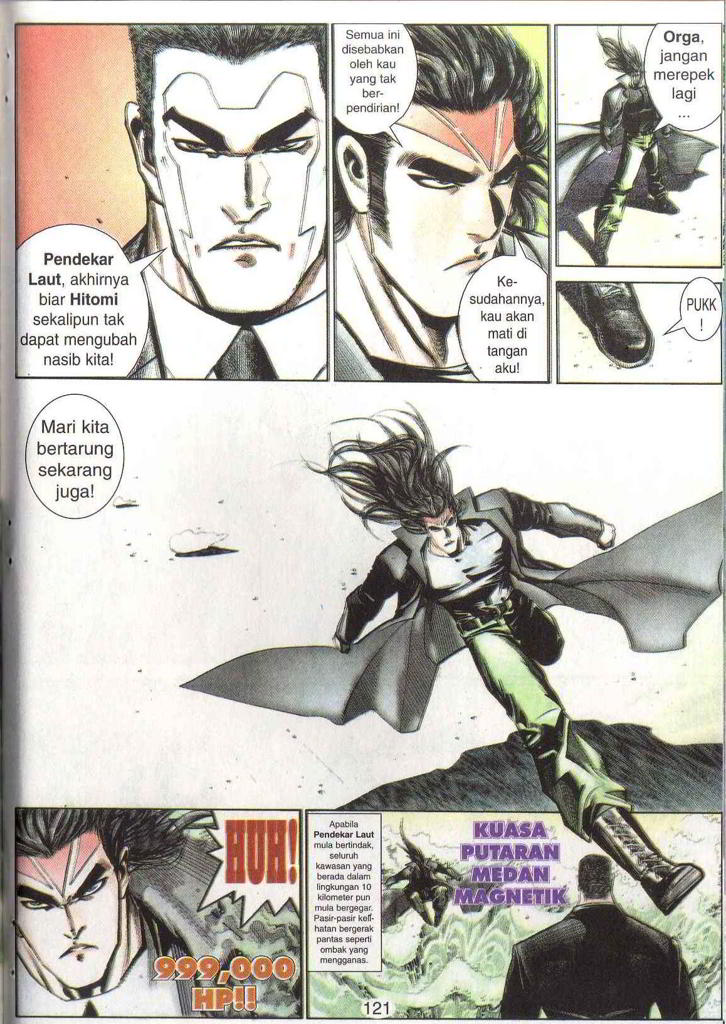 Pendekar
Laut, akhirnya
biar Hitomi
sekalipun tak
dapat mengubah
nasib kita!
Semua ini
disebabkan
oleh kau
yang tak
ber-
pendirian!
Ke-
sudahannya,
kau akan
mati di
tangan
aku!
Orga,
jangan
merepek
lagi
...
PUKK
!
Mari kita
bertarung
sekarang
juga!
HUH!
999,000
HP!!
Apabila
Pendekar Laut
mula bertindak,
seluruh
kawasan yang
berada dalam
lingkungan 10
kilometer pun
mula bergegar.
Pasir-pasir keli-
hatan bergerak
pantas seperti
ombak yang
mengganas.
KUASA
PUTARAN
MEDAN
MAGNETIK
121